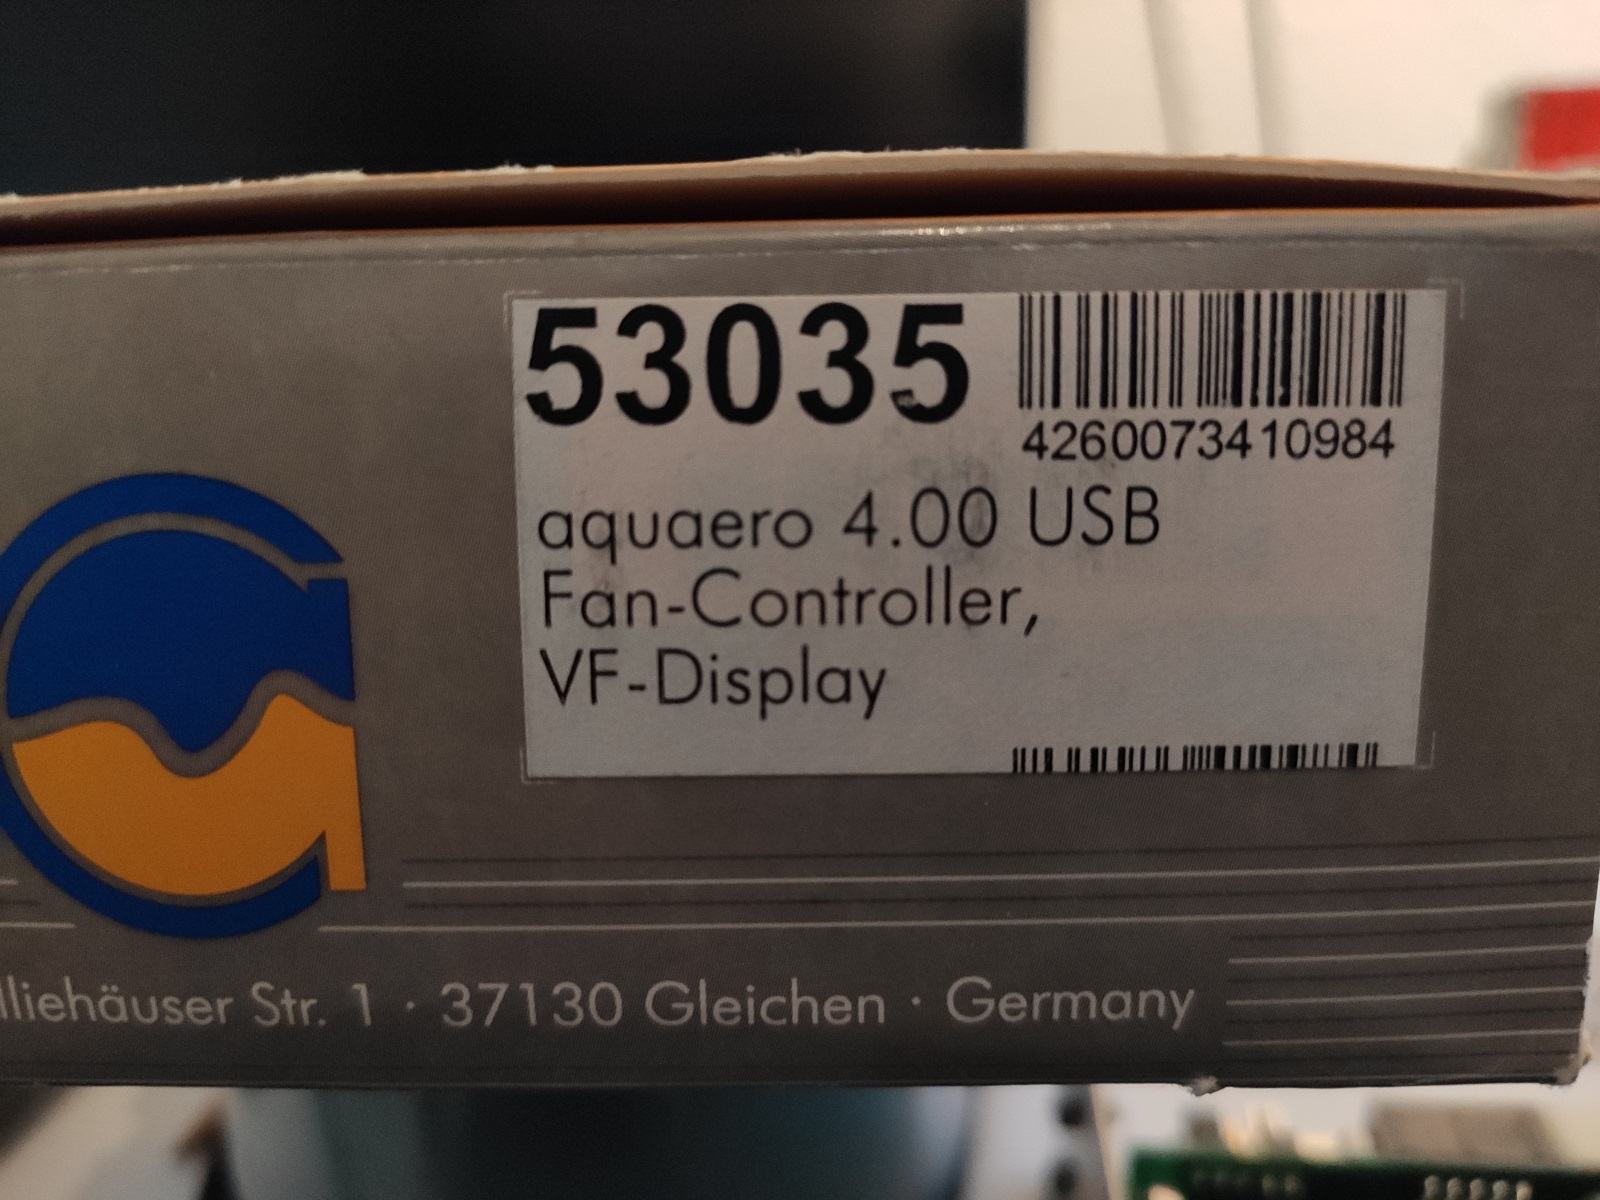 53035
4260073410984
aquaero 4.00 USB
Fan-Controller,
VF-Display
Str. 1 · 37130 Gleichen · Germany